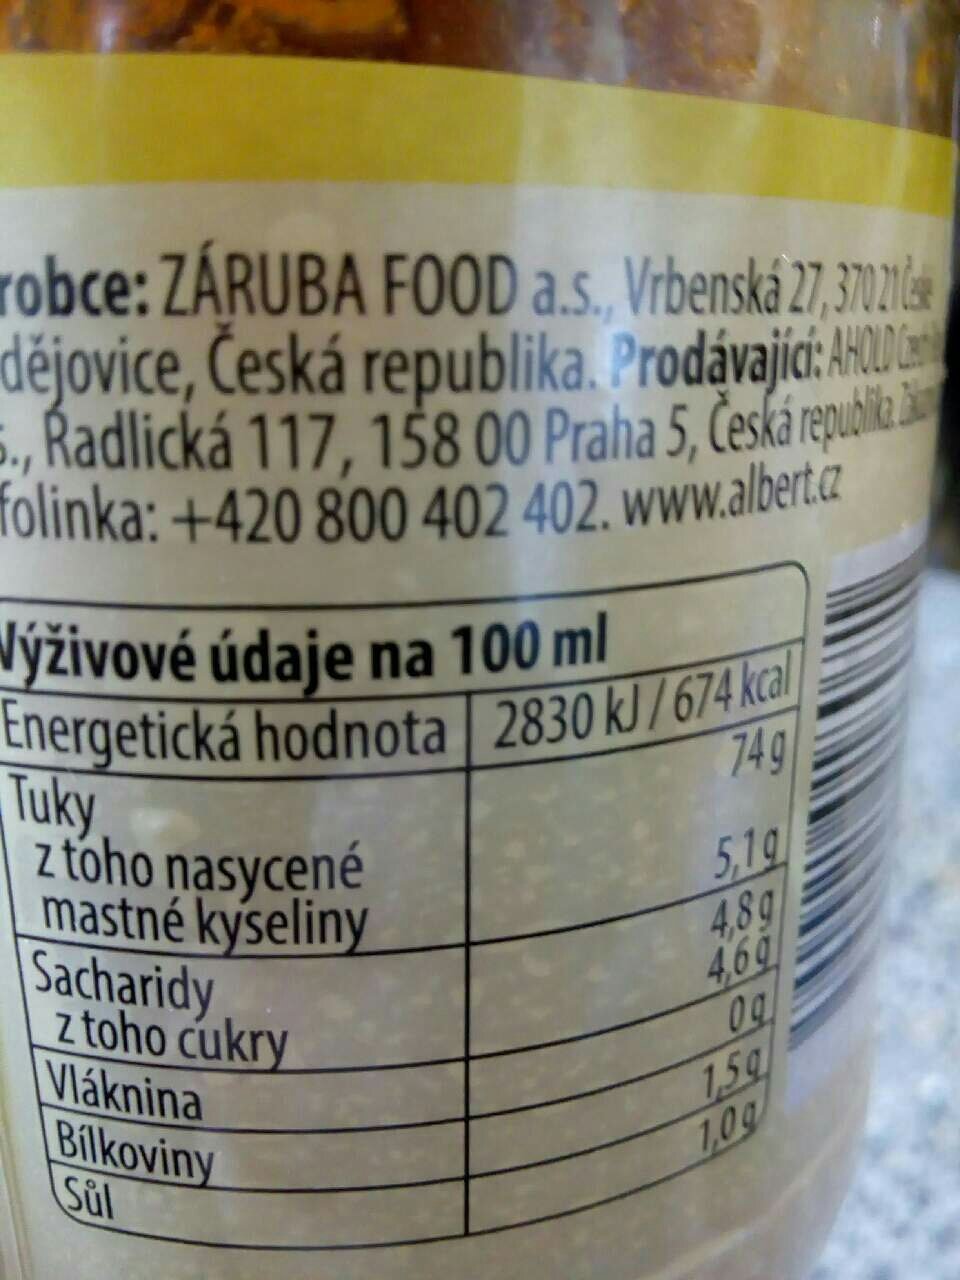 robce: ZÁRUBA FOOD a.s., Vrbenská 27, 370 21 České
dějovice, Česká republika. Prodávající: AHOLD Czech
s., Radlická 117, 158 00 Praha 5, Česká republika.
folinka: +420 800 402 402. www.albert.cz
Výživové údaje na 100 ml
Energetická hodnota 2830 kJ / 674 kcal
Tuky 74 g
z toho nasycené
mastné kyseliny 5,1 g
Sacharidy 4,8 g
z toho cukry 4,6 g
Vláknina 0 g
Bílkoviny 1,5 g
Sůl 1,0 g